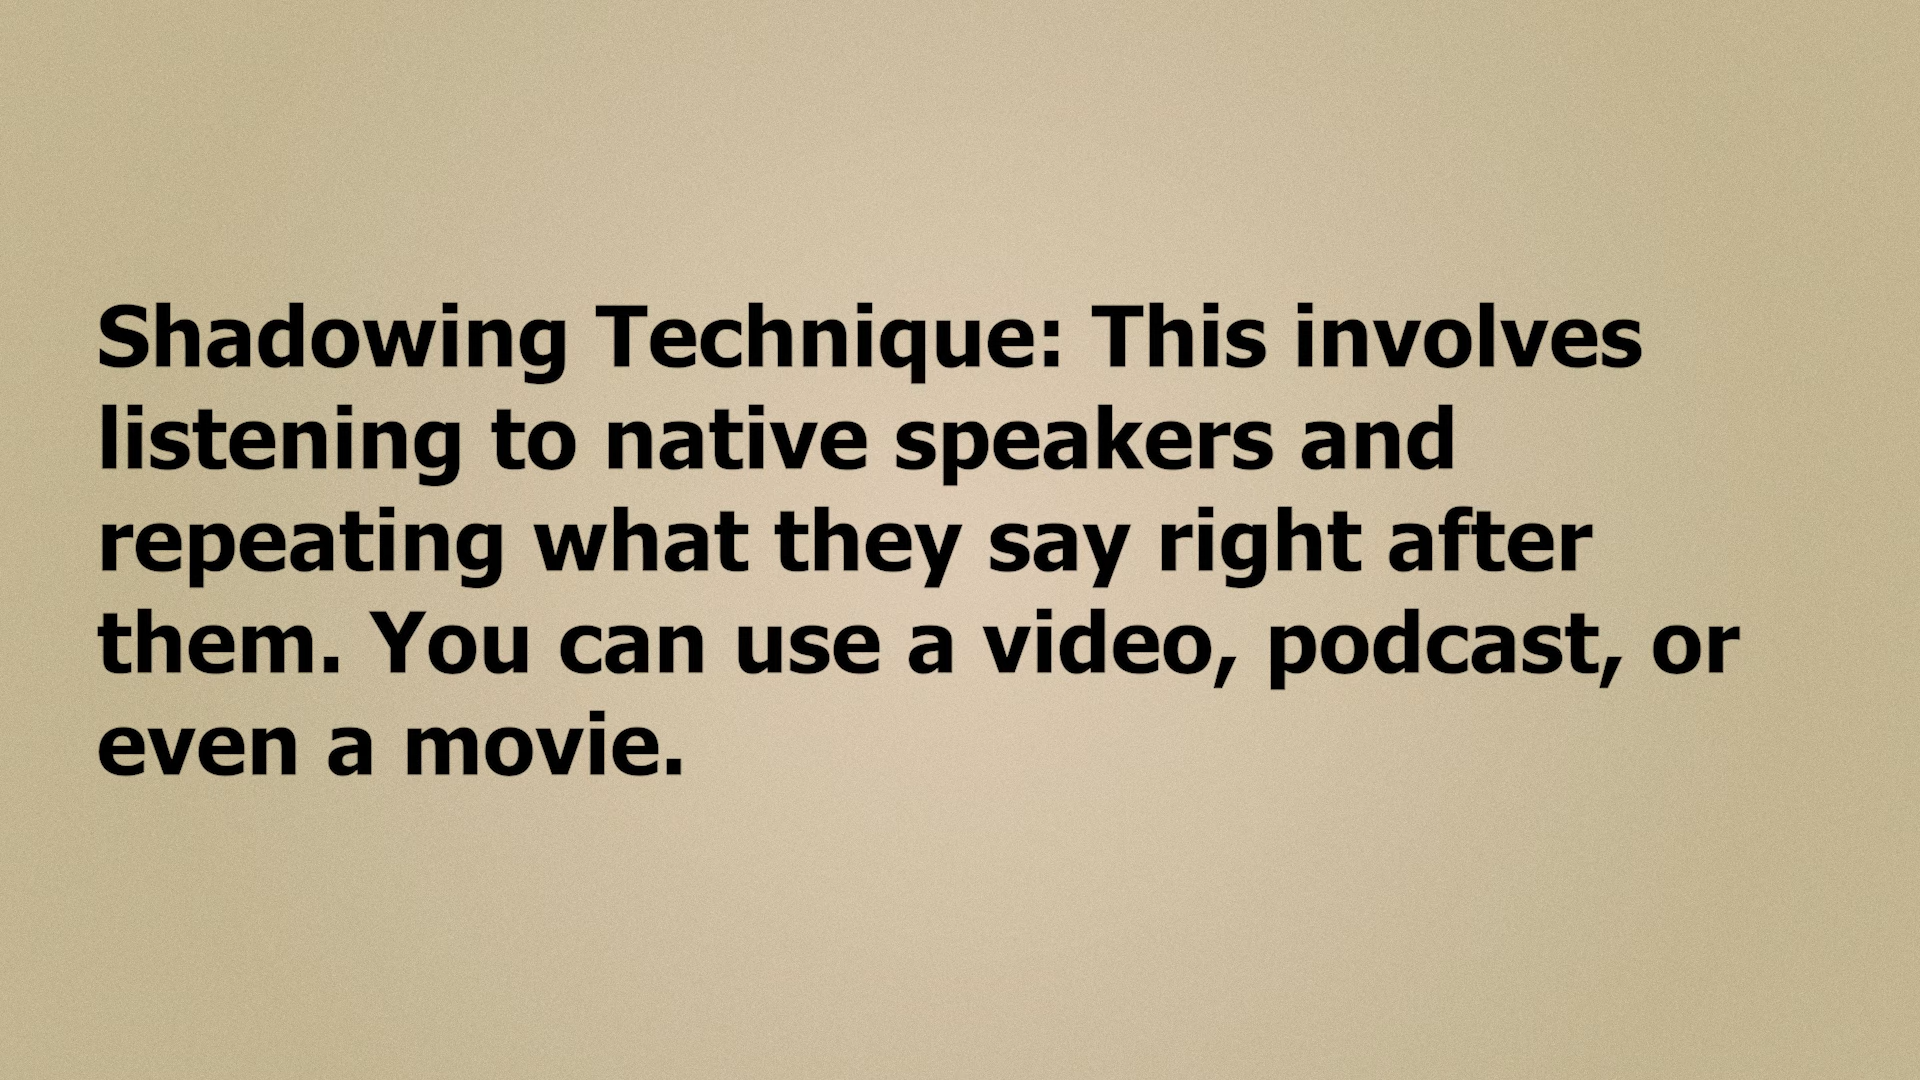 Shadowing Technique: This involves
listening to native speakers and
repeating what they say right after
them. You can use a video, podcast, or
even a movie.